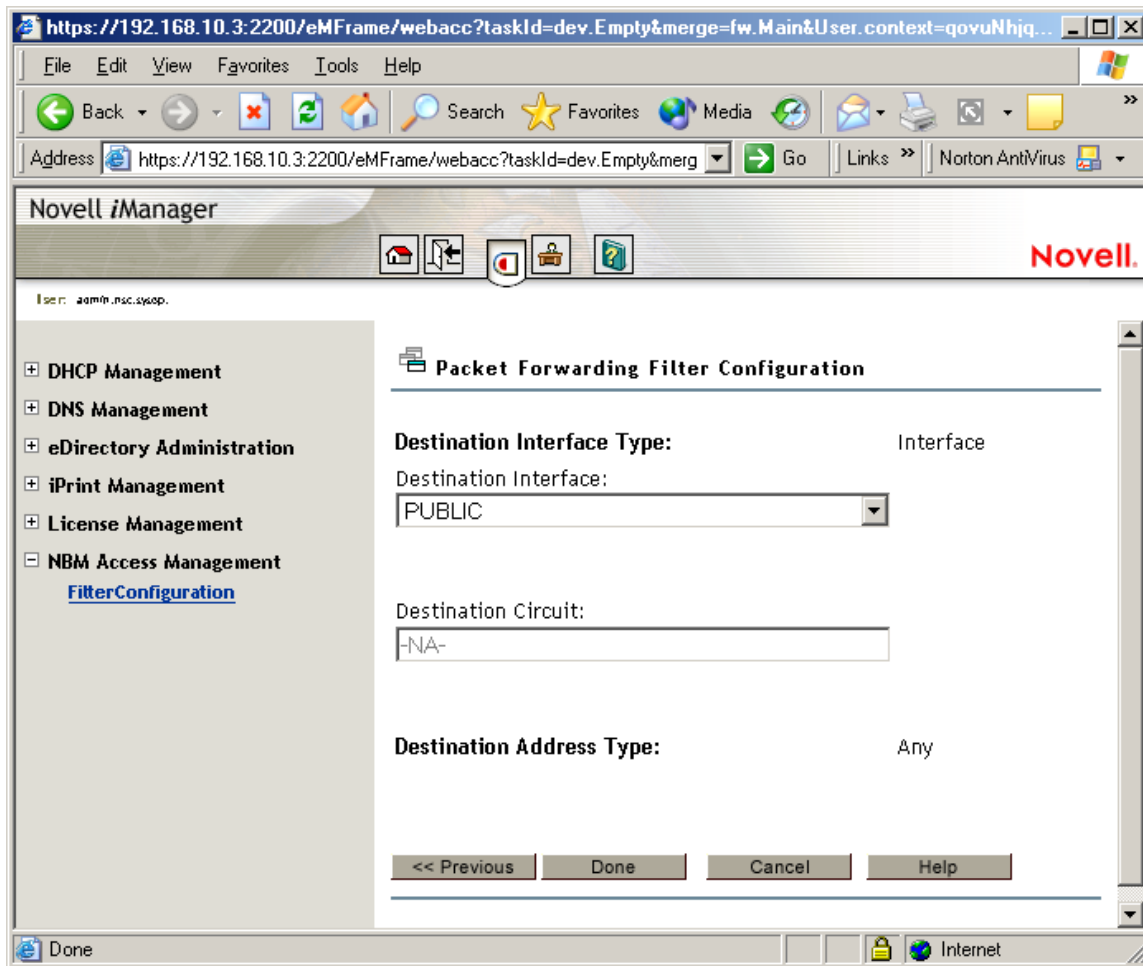 https://192.168.10.3:2200/eMFrame/webacc?taskId=dev.Empty&merge=fw.Main&User.context=qovuNhjq...
File Edit View Favorites Tools Help
Back Search Favorites Media »
Address https://192.168.10.3:2200/eMFrame/webacc?taskId=dev.Empty&merg Go Links » Norton AntiVirus
Novell iManager
Novell.
User: admin.nsc.sysop.
DHCP Management
DNS Management
eDirectory Administration
iPrint Management
License Management
NBM Access Management
FilterConfiguration
Packet Forwarding Filter Configuration
Destination Interface Type: Interface
Destination Interface:
PUBLIC
Destination Circuit:
-NA-
Destination Address Type: Any
<< Previous Done Cancel Help
Done Internet